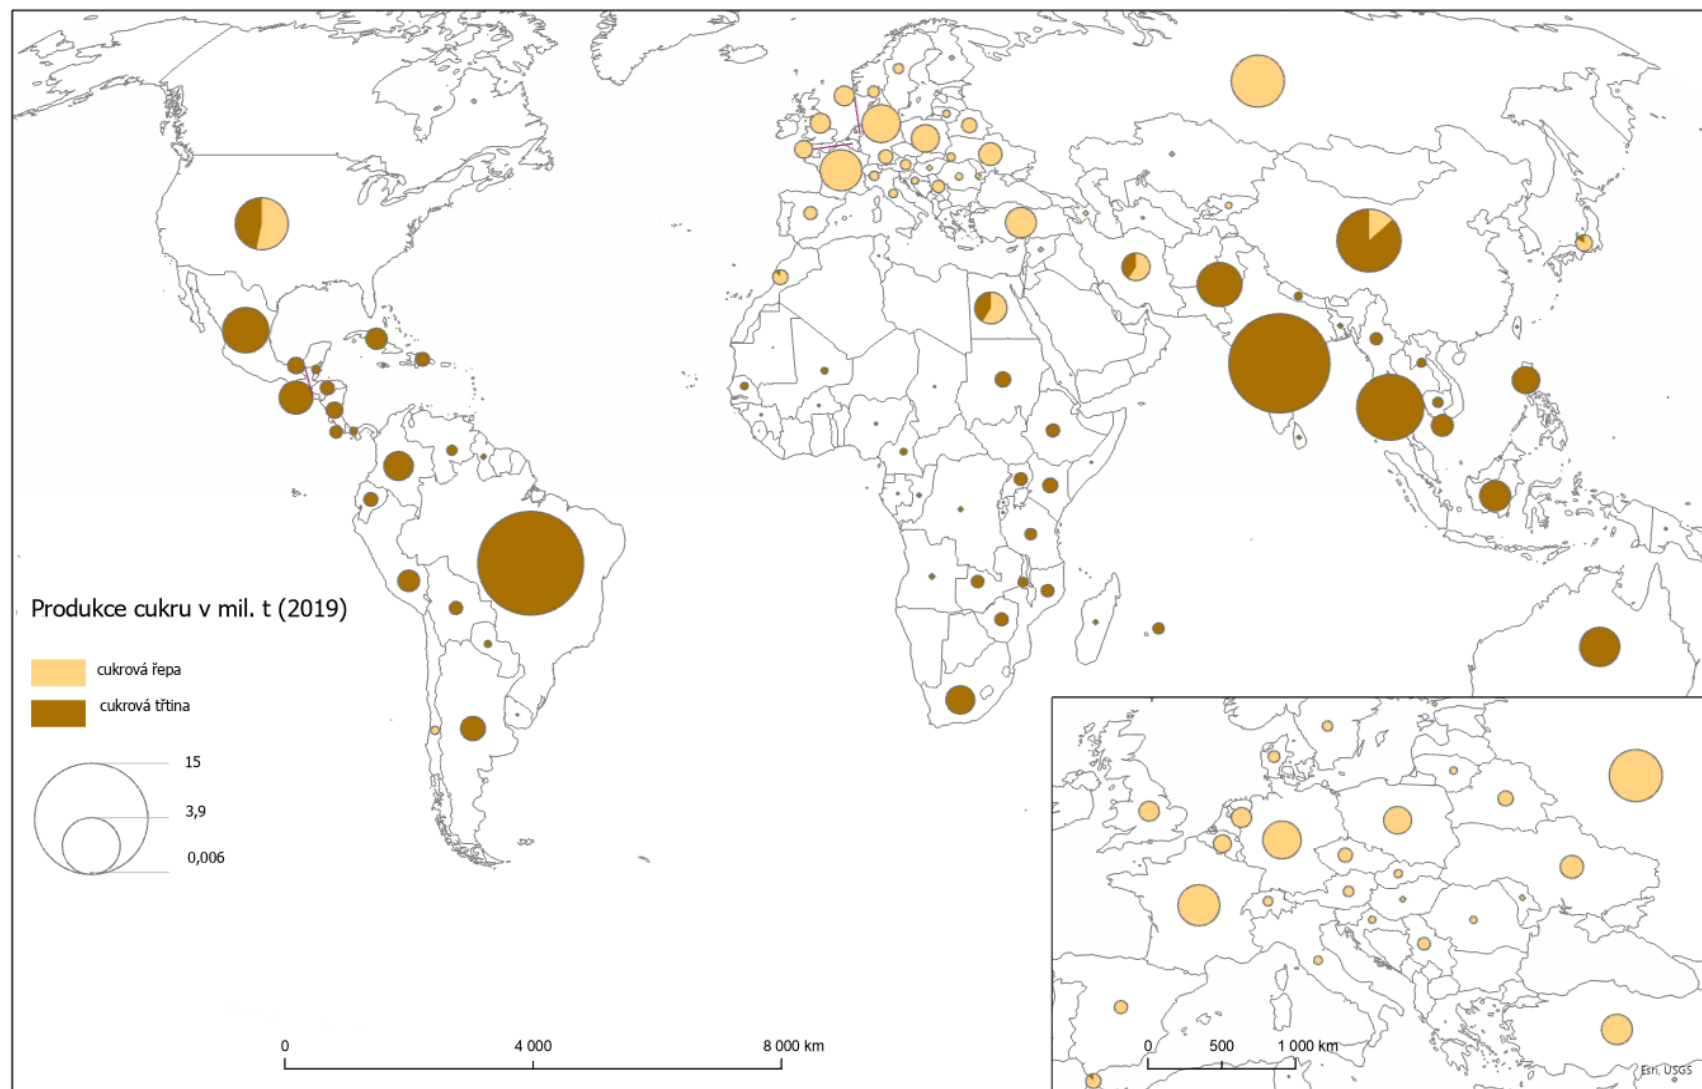 Produkce cukru v mil. t (2019)
cukrová řepa
cukrová třtina
15
3,9
0,006
0 4 000 8 000 km
0 500 1 000 km
Esri, USGS